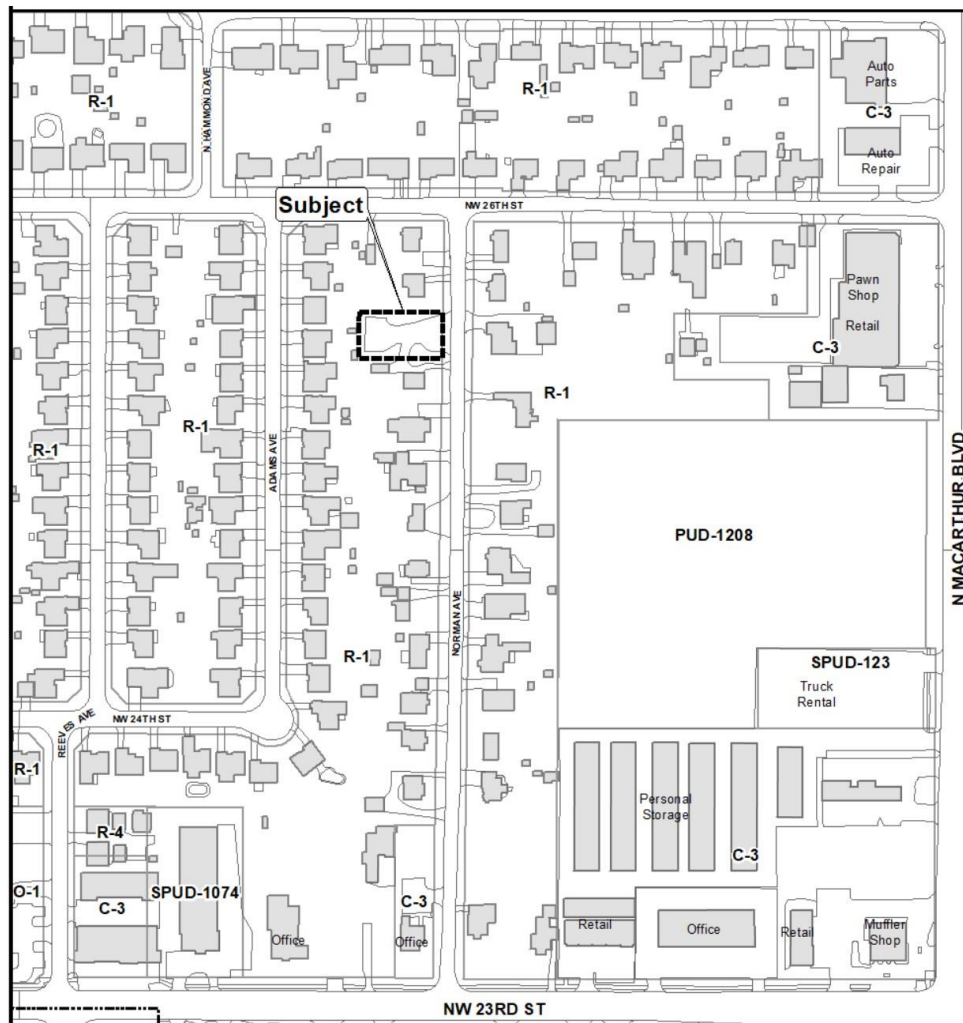 Auto
Parts
R-1
R-1
C-3
N. HAMMOND AVE
Auto
Repair
Subject
NW 26TH ST
Pawn
Shop
Retail
C-3
R-1
R-1
R-1
ADAMS AVE
N MACARTHUR BLVD
PUD-1208
NORMAN AVE
R-1
SPUD-123
Truck
Rental
REEVES AVE
NW 24TH ST
R-1
Personal
Storage
R-4
C-3
O-1
SPUD-1074
C-3
C-3
Retail
Office
Retail
Muffler
Shop
Office
Office
NW 23RD ST